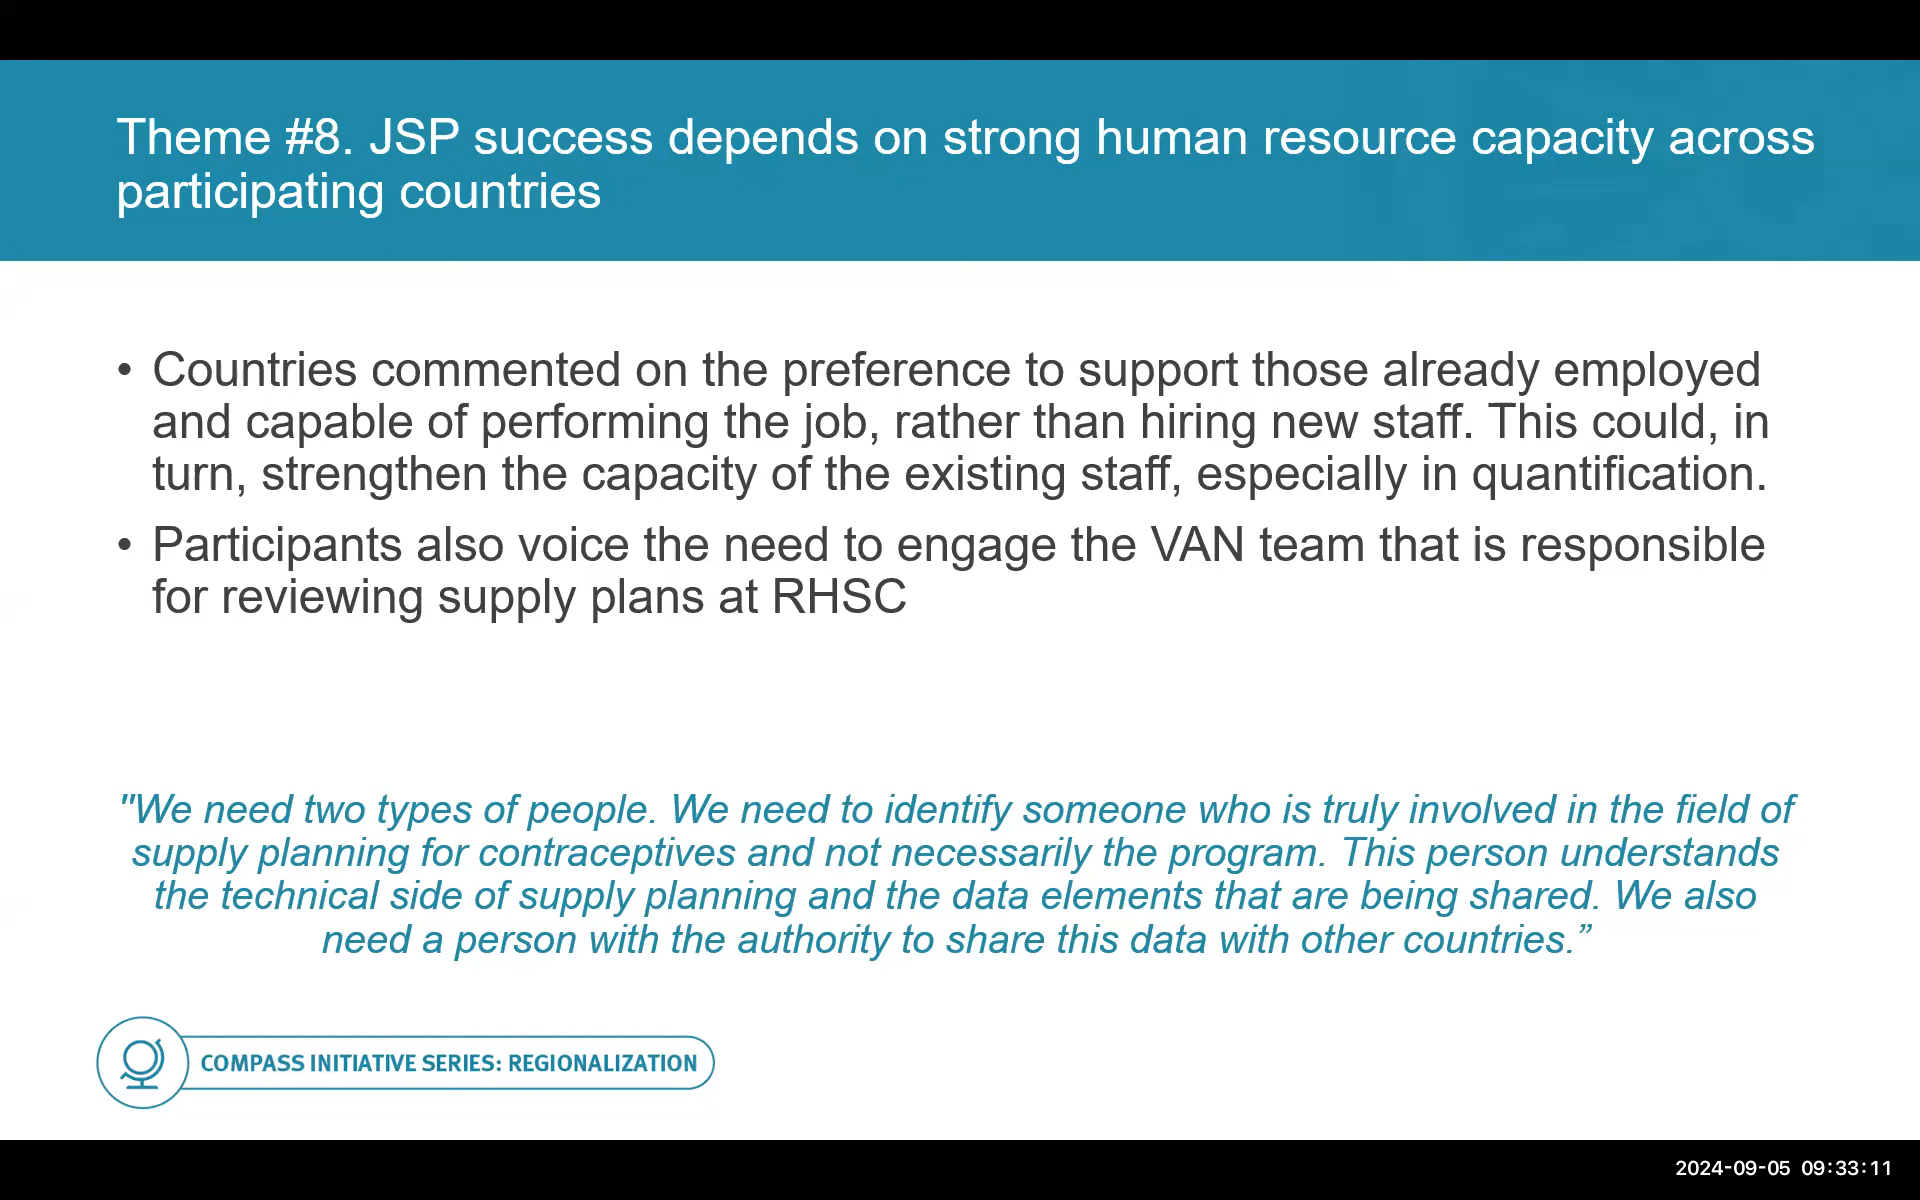 Theme #8. JSP success depends on strong human resource capacity across
participating countries
• Countries commented on the preference to support those already employed
and capable of performing the job, rather than hiring new staff. This could, in
turn, strengthen the capacity of the existing staff, especially in quantification.
• Participants also voice the need to engage the VAN team that is responsible
for reviewing supply plans at RHSC
"We need two types of people. We need to identify someone who is truly involved in the field of
supply planning for contraceptives and not necessarily the program. This person understands
the technical side of supply planning and the data elements that are being shared. We also
need a person with the authority to share this data with other countries.”
COMPASS INITIATIVE SERIES: REGIONALIZATION
2024-09-05 09:33:11